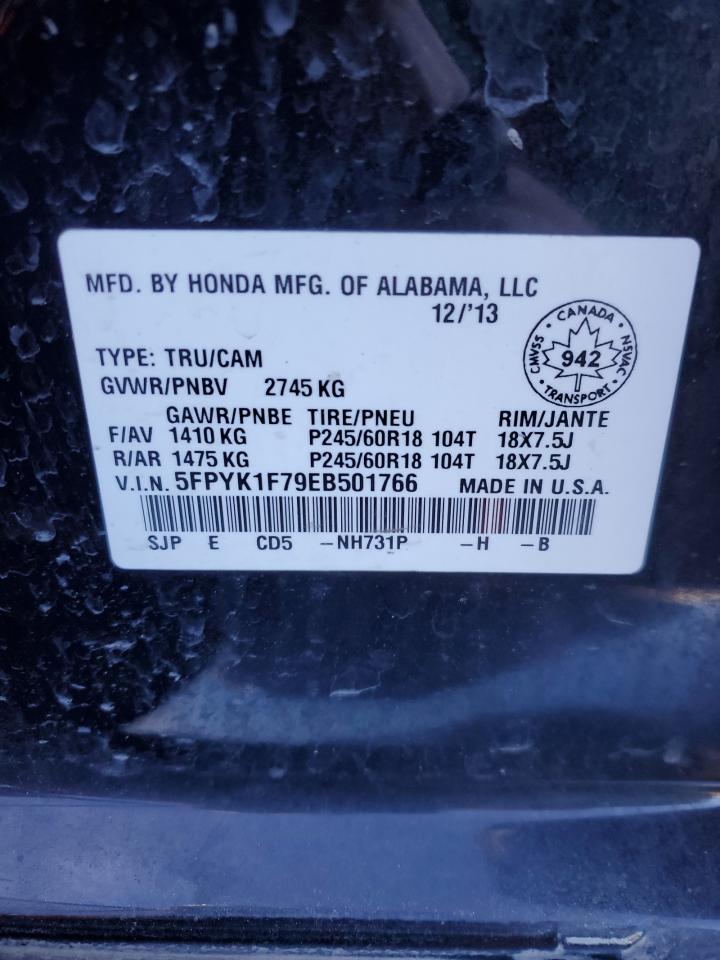 MFD. BY HONDA MFG. OF ALABAMA, LLC
12/'13
CANADA
CMVSS
942
NSVAC
TRANSPORT
TYPE: TRU/CAM
GVWR/PNBV 2745 KG
GAWR/PNBE TIRE/PNEU RIM/JANTE
F/AV 1410 KG P245/60R18 104T 18X7.5J
R/AR 1475 KG P245/60R18 104T 18X7.5J
V.I.N. 5FPYK1F79EB501766 MADE IN U.S.A.
SJP E CD5 –NH731P –H –B